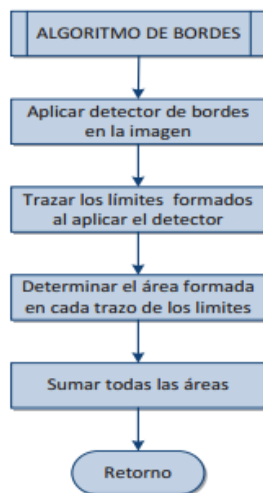 ALGORITMO DE BORDES
Aplicar detector de bordes
en la imagen
Trazar los límites formados
al aplicar el detector
Determinar el área formada
en cada trazo de los limites
Sumar todas las áreas
Retorno